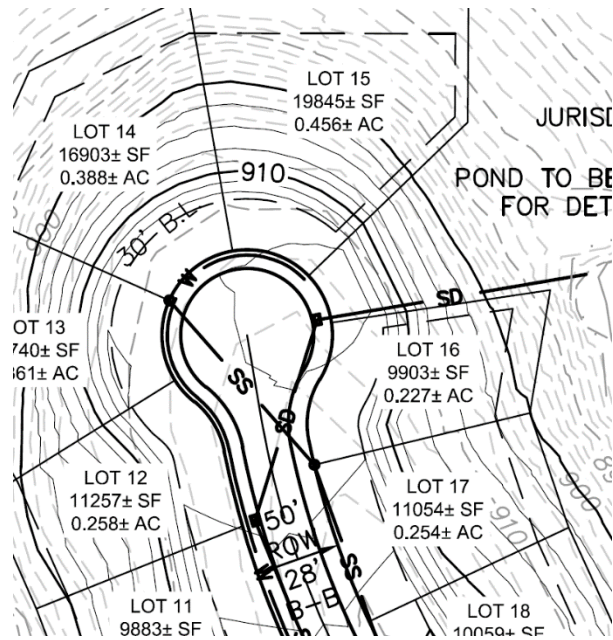 LOT 15
19845± SF
0.456± AC
JURISD
LOT 14
16903± SF
0.388± AC
910
POND TO BE
FOR DET
900
30' B.L
W
SD
OT 13
740± SF
361± AC
SS
LOT 16
9903± SF
0.227± AC
SD
LOT 12
11257± SF
0.258± AC
LOT 17
11054± SF
0.254± AC
900
910
50'
ROW
28'
B-B
W
SS
LOT 11
9883± SF
LOT 18
10059± SF